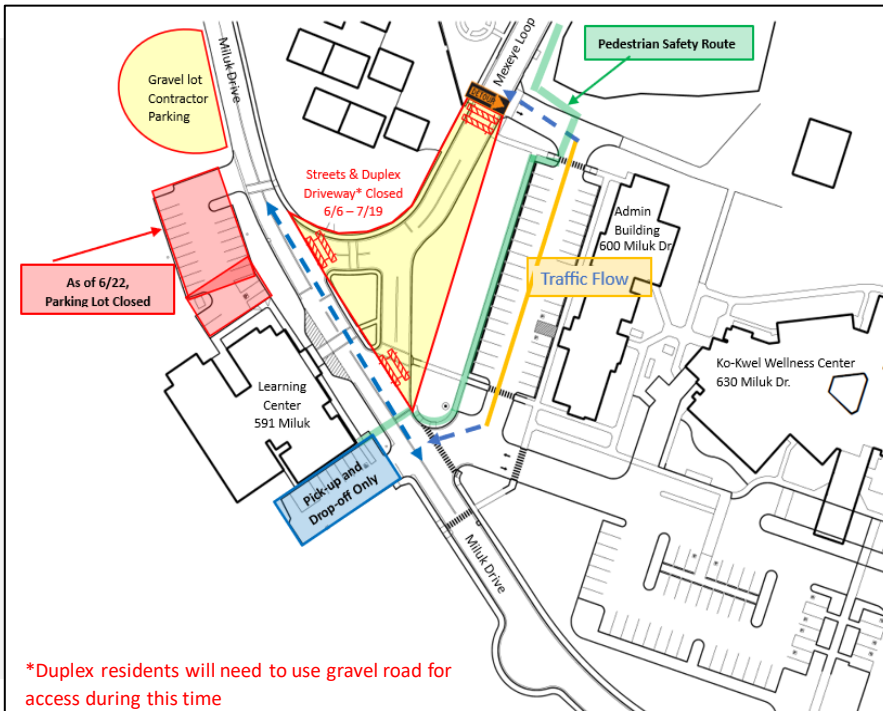 Miluk Drive
Gravel lot
Contractor
Parking
Mexeye Loop
DETOUR
Pedestrian Safety Route
Streets & Duplex
Driveway* Closed
6/6 – 7/19
As of 6/22,
Parking Lot Closed
Admin
Building
600 Miluk Dr
Traffic Flow
Ko-Kwel Wellness Center
630 Miluk Dr.
Learning
Center
591 Miluk
Pick-up and
Drop-off Only
Miluk Drive
*Duplex residents will need to use gravel road for
access during this time